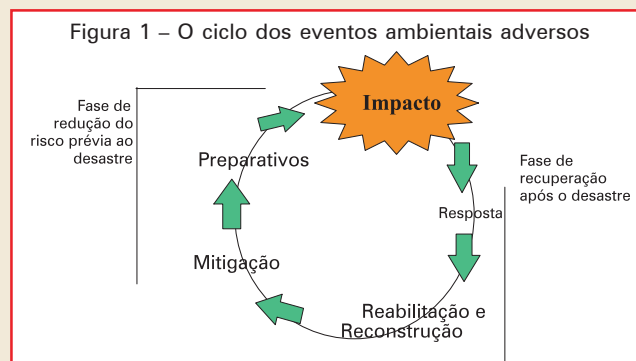 Figura 1 – O ciclo dos eventos ambientais adversos
Impacto
Fase de
redução do
risco prévia ao
desastre
Preparativos
Fase de
recuperação
após o desastre
Resposta
Mitigação
Reabilitação e
Reconstrução